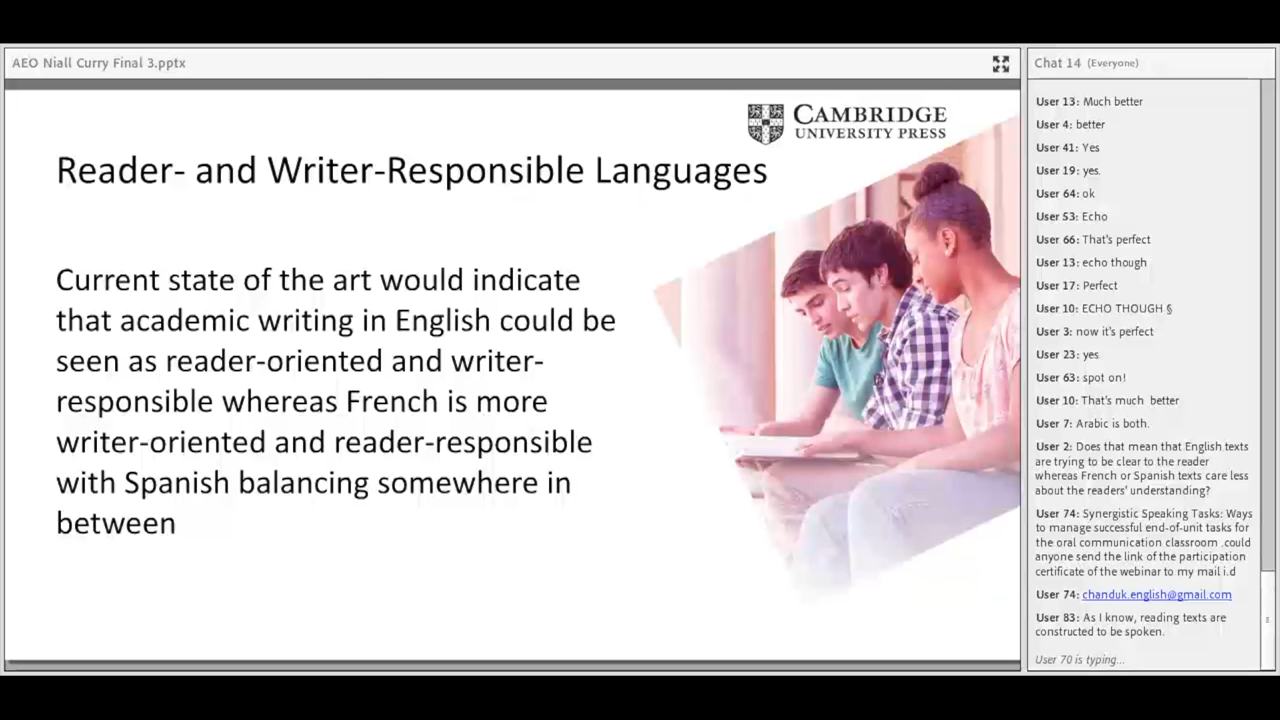 AEO Niall Curry Final 3.pptx
CAMBRIDGE
UNIVERSITY PRESS
Reader- and Writer-Responsible Languages
Current state of the art would indicate
that academic writing in English could be
seen as reader-oriented and writer-
responsible whereas French is more
writer-oriented and reader-responsible
with Spanish balancing somewhere in
between
Chat 14 (Everyone)
User 13: Much better
User 4: better
User 41: Yes
User 19: yes.
User 64: ok
User 53: Echo
User 66: That's perfect
User 13: echo though
User 17: Perfect
User 10: ECHO THOUGH §
User 3: now it's perfect
User 23: yes
User 63: spot on!
User 10: That's much better
User 7: Arabic is both.
User 2: Does that mean that English texts
are trying to be clear to the reader
whereas French or Spanish texts care less
about the readers' understanding?
User 74: Synergistic Speaking Tasks: Ways
to manage successful end-of-unit tasks for
the oral communication classroom .could
anyone send the link of the participation
certificate of the webinar to my mail i.d
User 74: chanduk.english@gmail.com
User 83: As I know, reading texts are
constructed to be spoken.
User 70 is typing...